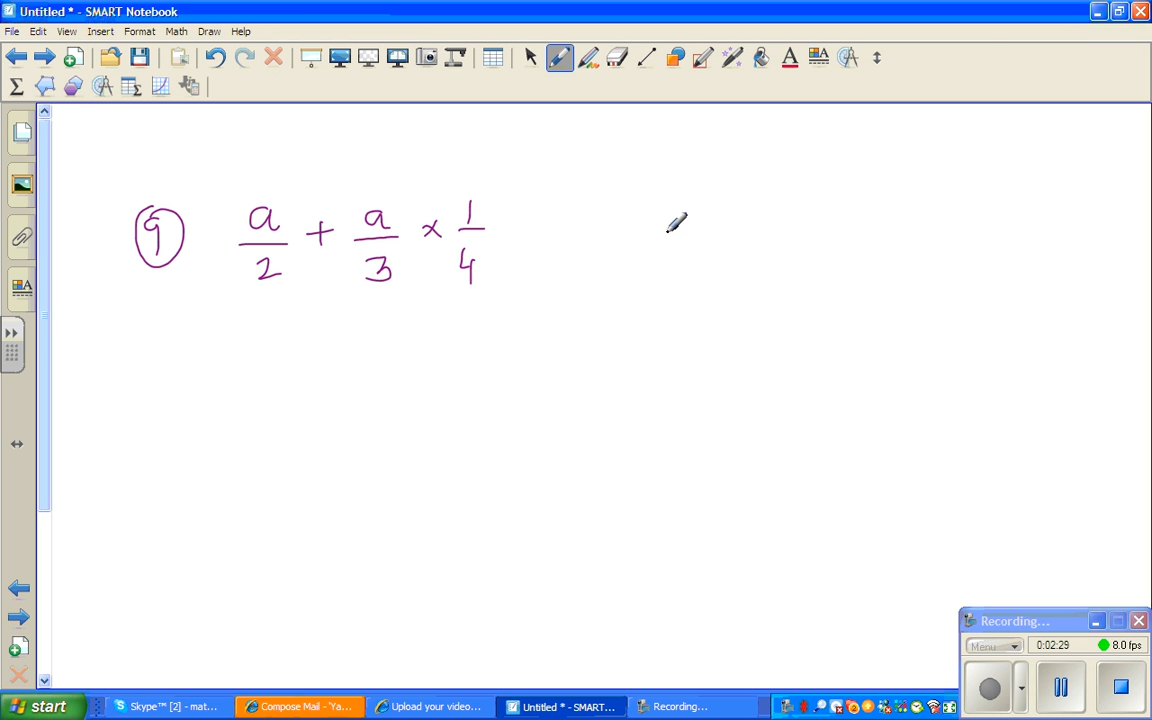 Untitled * - SMART Notebook
File Edit View Insert Format Math Draw Help
9 a/2 + a/3 × 1/4
Recording...
Menu 0:02:29 8.0 fps
start Skype™ [2] - mat... Compose Mail - 'Ya... Upload your video... Untitled * - SMART... Recording...